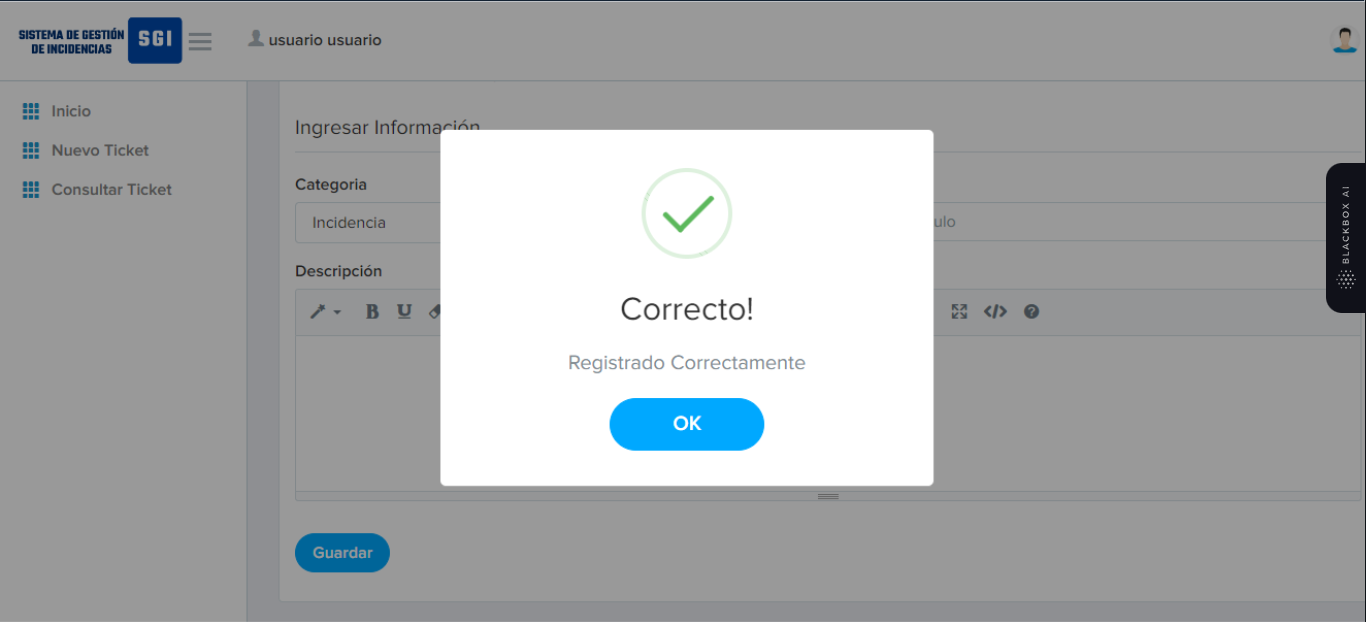 SISTEMA DE GESTIÓN
DE INCIDENCIAS
SGI
usuario usuario
Inicio
Nuevo Ticket
Consultar Ticket
Ingresar Información
Categoria
Incidencia
Descripción
B U
Correcto!
Registrado Correctamente
OK
Guardar
BLACKBOX AI